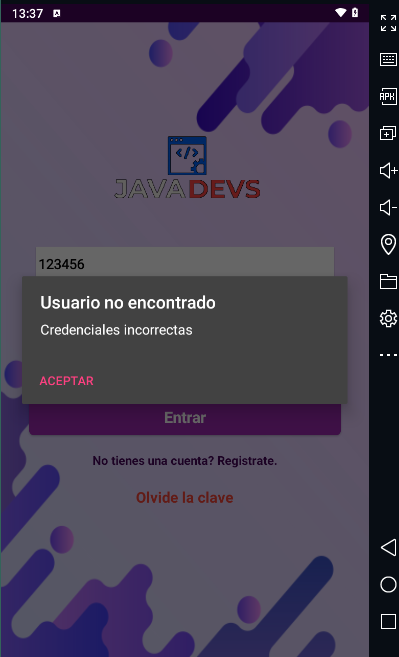 13:37
</>
JAVADEVS
123456
Usuario no encontrado
Credenciales incorrectas
ACEPTAR
Entrar
No tienes una cuenta? Registrate.
Olvide la clave
APK